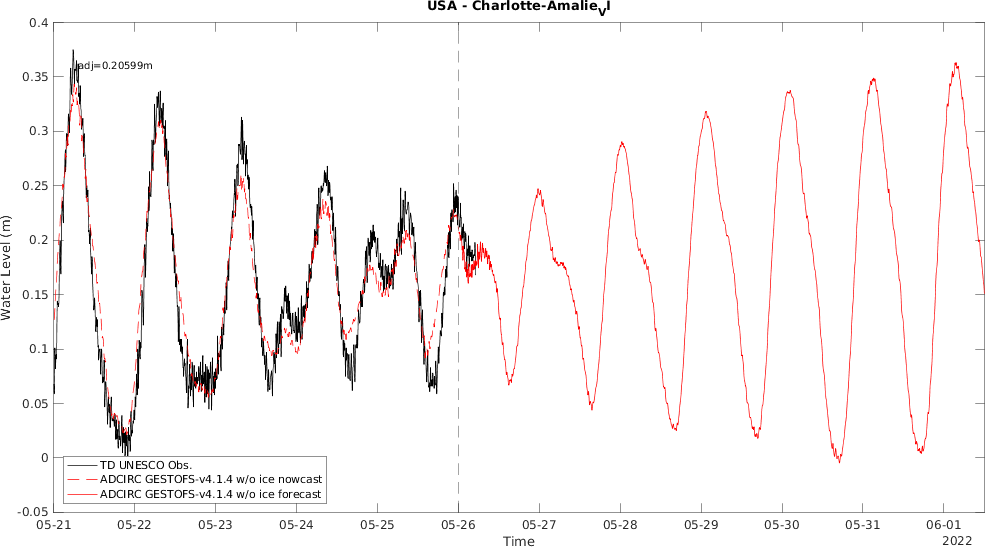 USA - Charlotte-Amalie_VI
0.4
0.35
0.3
0.25
0.2
0.15
0.1
0.05
0
-0.05
Water Level (m)
adj=0.20599m
TD UNESCO Obs.
ADCIRC GESTOFS-v4.1.4 w/o ice nowcast
ADCIRC GESTOFS-v4.1.4 w/o ice forecast
05-21 05-22 05-23 05-24 05-25 05-26 05-27 05-28 05-29 05-30 05-31 06-01
Time
2022